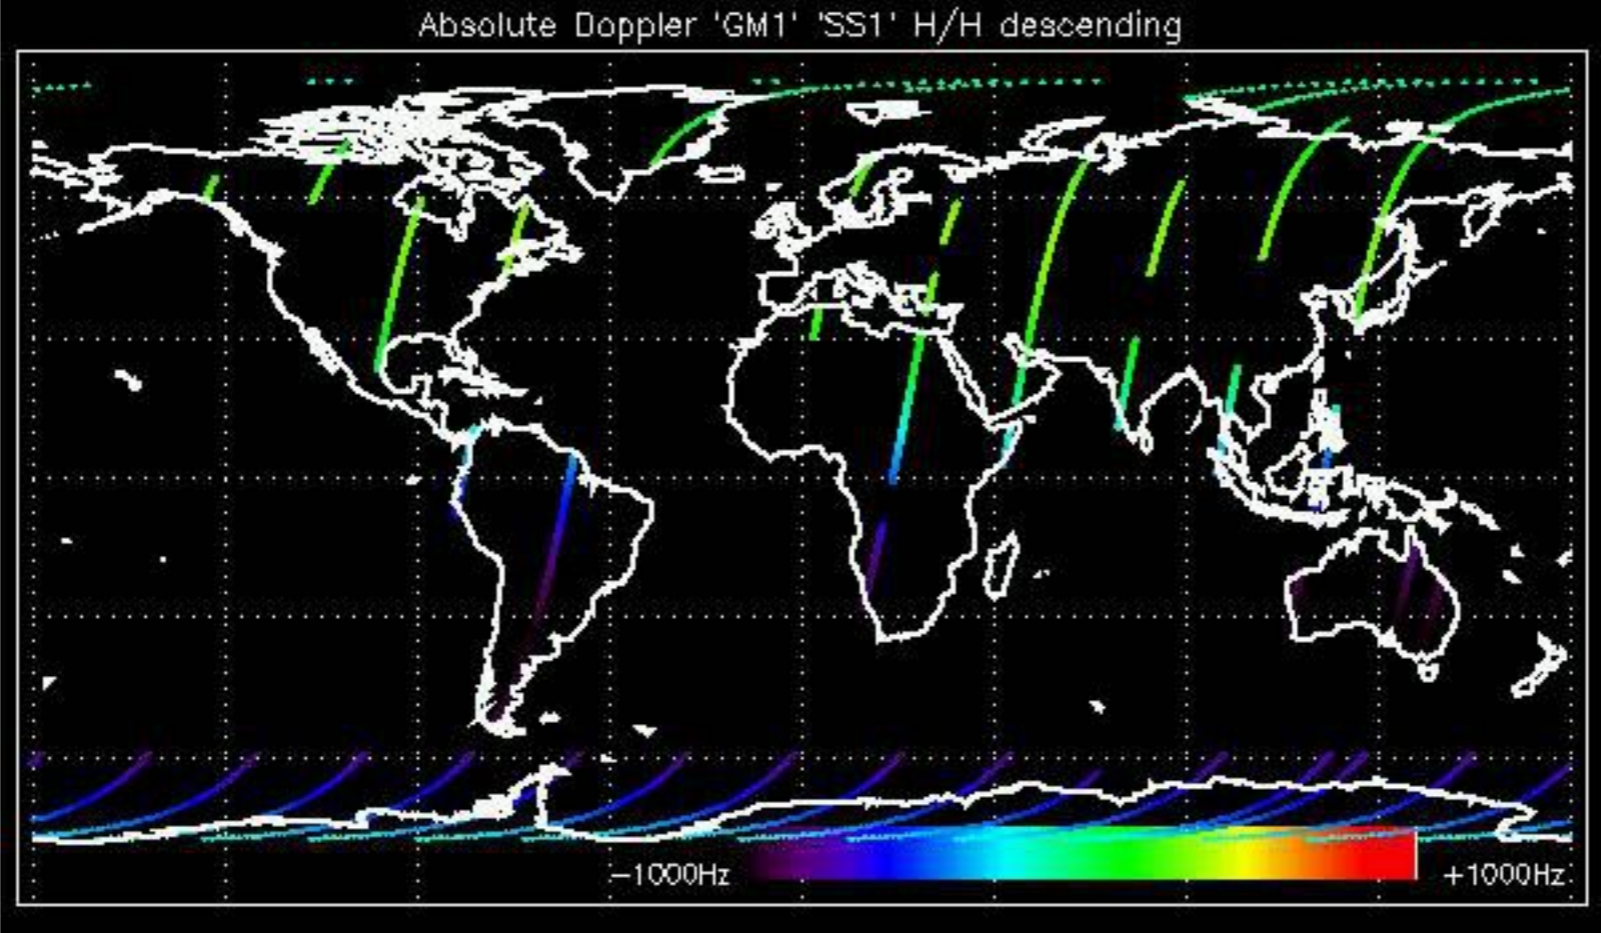 Absolute Doppler 'GM1' 'SS1' H/H descending
−1000Hz
+1000Hz